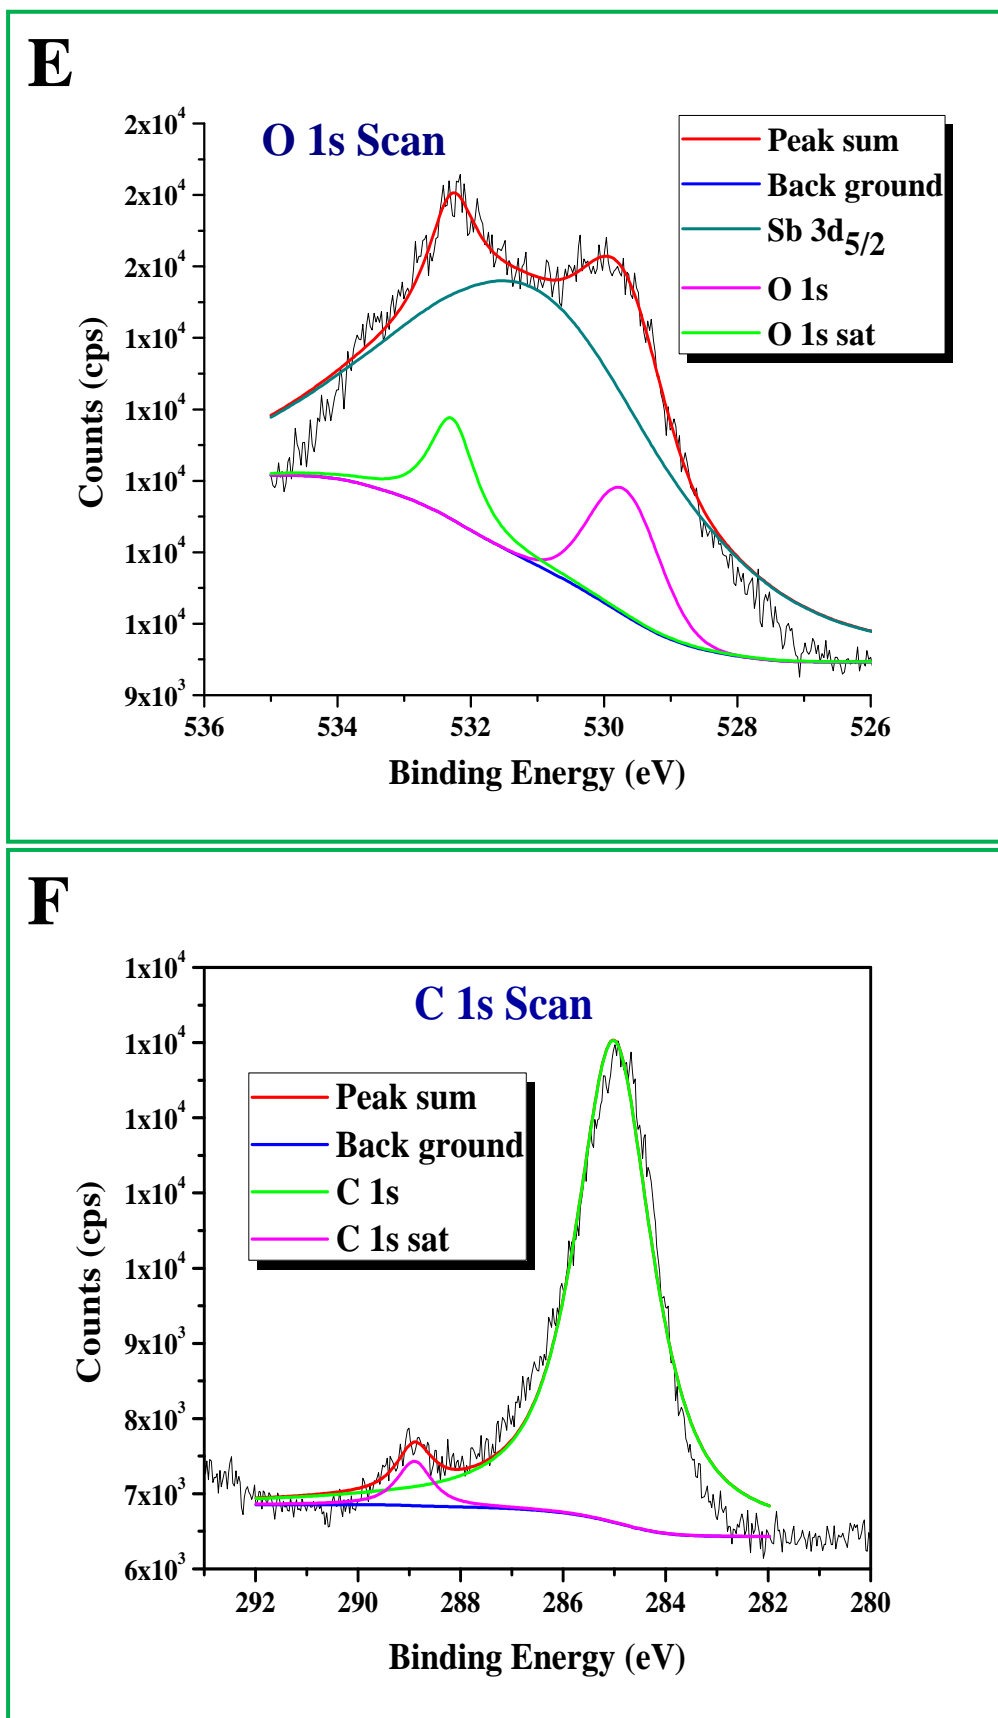 E
O 1s Scan
Peak sum
Back ground
Sb 3d5/2
O 1s
O 1s sat
2x10^4
2x10^4
2x10^4
1x10^4
1x10^4
1x10^4
1x10^4
1x10^4
9x10^3
Counts (cps)
536 534 532 530 528 526
Binding Energy (eV)
F
C 1s Scan
Peak sum
Back ground
C 1s
C 1s sat
1x10^4
1x10^4
1x10^4
1x10^4
1x10^4
9x10^3
8x10^3
7x10^3
6x10^3
Counts (cps)
292 290 288 286 284 282 280
Binding Energy (eV)